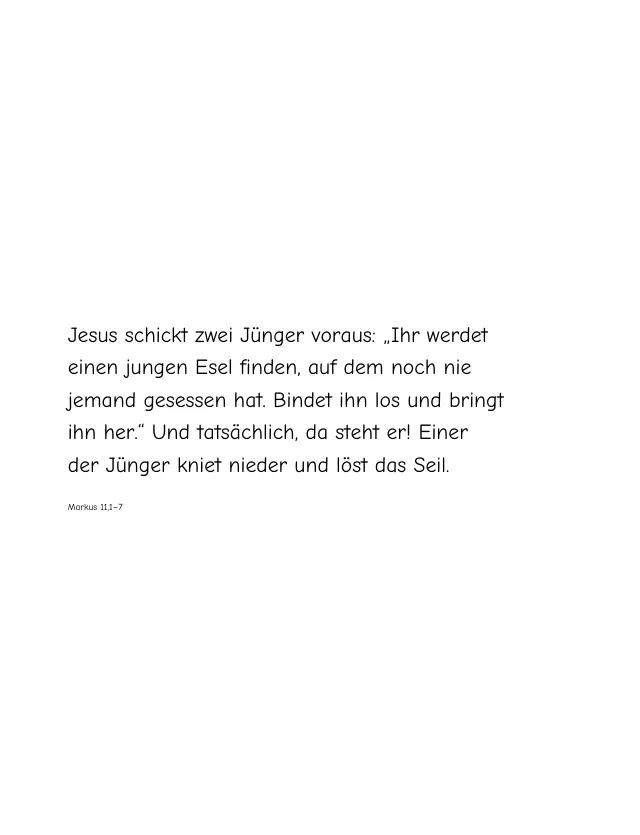 Jesus schickt zwei Jünger voraus: „Ihr werdet
einen jungen Esel finden, auf dem noch nie
jemand gesessen hat. Bindet ihn los und bringt
ihn her.“ Und tatsächlich, da steht er! Einer
der Jünger kniet nieder und löst das Seil.
Markus 11,1–7